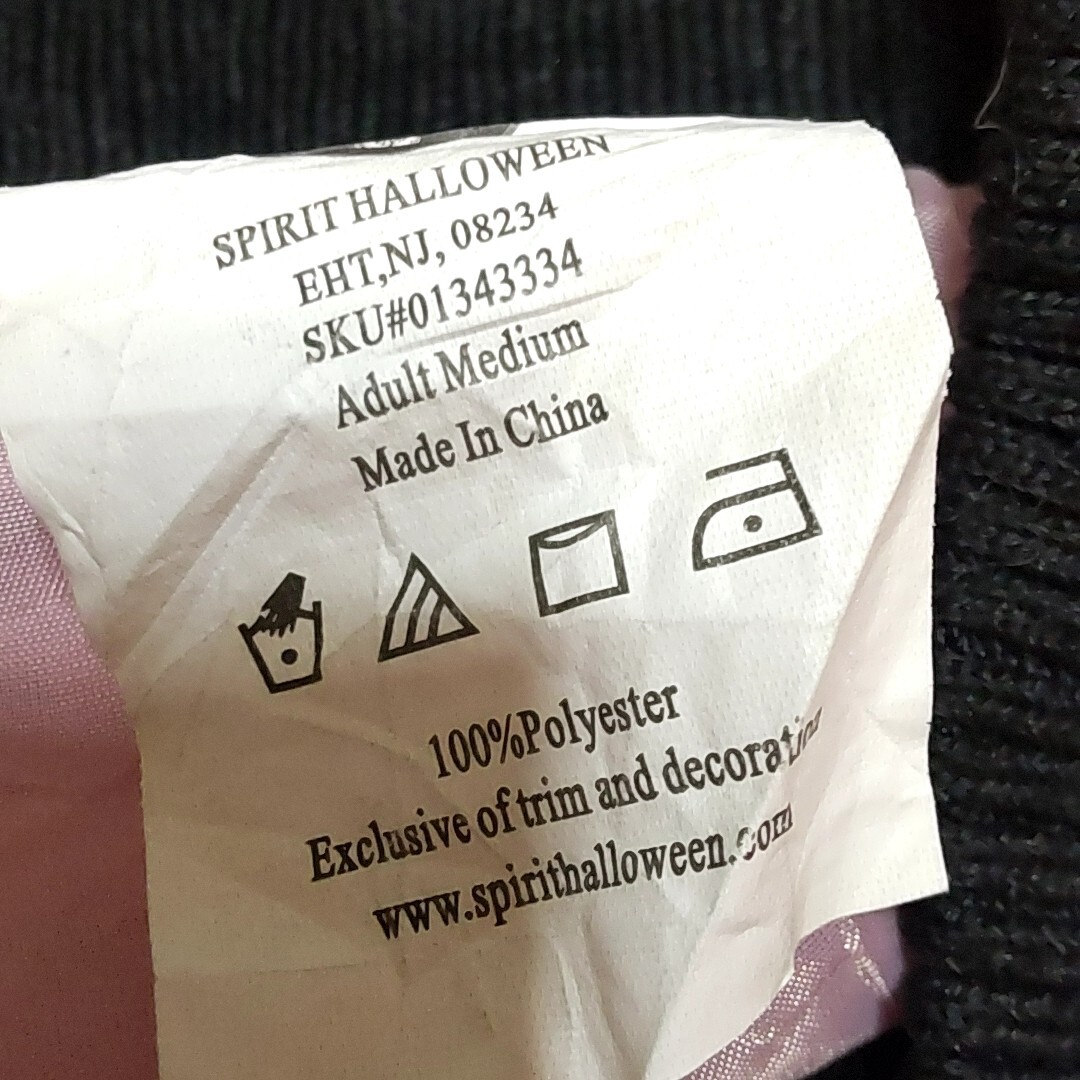 SPIRIT HALLOWEEN
EHT,NJ, 08234
SKU#01343334
Adult Medium
Made In China
100%Polyester
Exclusive of trim and decoration
www.spirithalloween.com